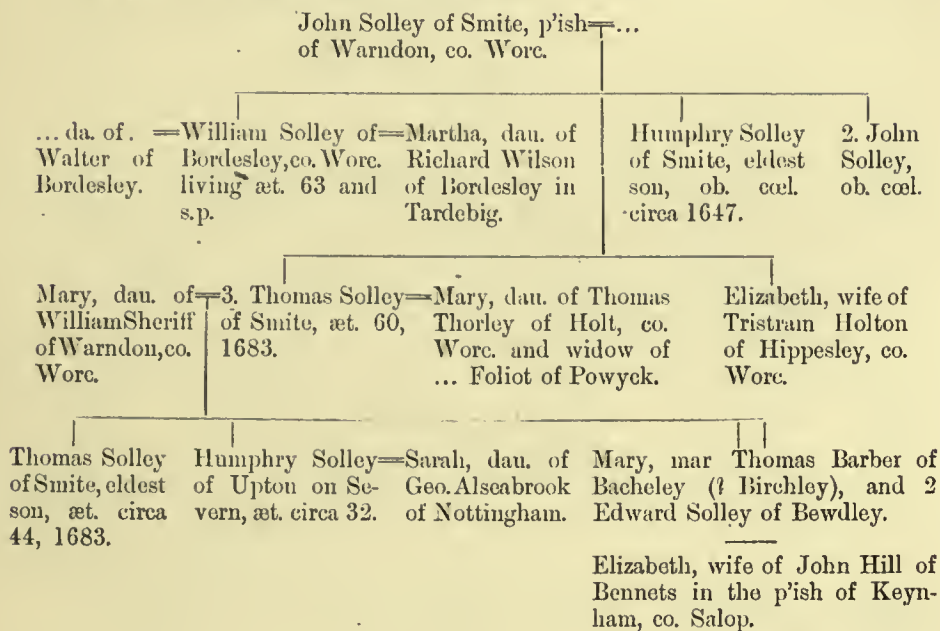 John Solley of Smite, p'ish=...
of Warndon, co. Worc.
... da. of. =
Walter of
Bordesley.
William Solley of=
Bordesley, co. Worc.
living æt. 63 and
s.p.
Martha, dau. of
Richard Wilson
of Bordesley in
Tardebig.
Humphry Solley
of Smite, eldest
son, ob. cœl.
circa 1647.
2. John
Solley,
ob. cœl.
Mary, dau. of=
William Sheriff
of Warndon, co.
Worc.
3. Thomas Solley=
of Smite, æt. 60,
1683.
Mary, dau. of Thomas
Thorley of Holt, co.
Worc. and widow of
... Foliot of Powyck.
Elizabeth, wife of
Tristram Holton
of Hippesley, co.
Worc.
Thomas Solley
of Smite, eldest
son, æt. circa
44, 1683.
Humphry Solley=
of Upton on Se-
vern, æt. circa 32.
Sarah, dau. of
Geo. Alseabrook
of Nottingham.
Mary, mar Thomas Barber of
Bacheley (? Birchley), and 2
Edward Solley of Bewdley.
Elizabeth, wife of John Hill of
Bennets in the p'ish of Keyn-
ham, co. Salop.